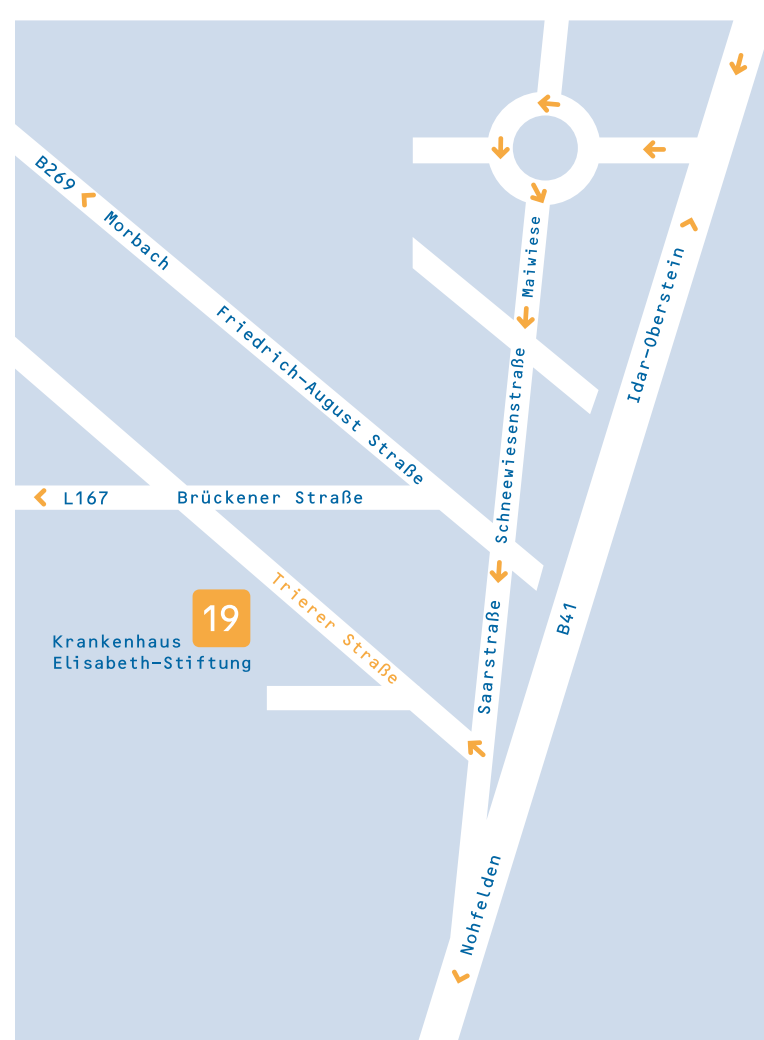 B269
Morbach
Friedrich-August Straße
Maiwiese
Idar-Oberstein
Schneewiesenstraße
L167
Brückener Straße
Trierer Straße
19
Krankenhaus
Elisabeth-Stiftung
Saarstraße
B41
Nohfelden